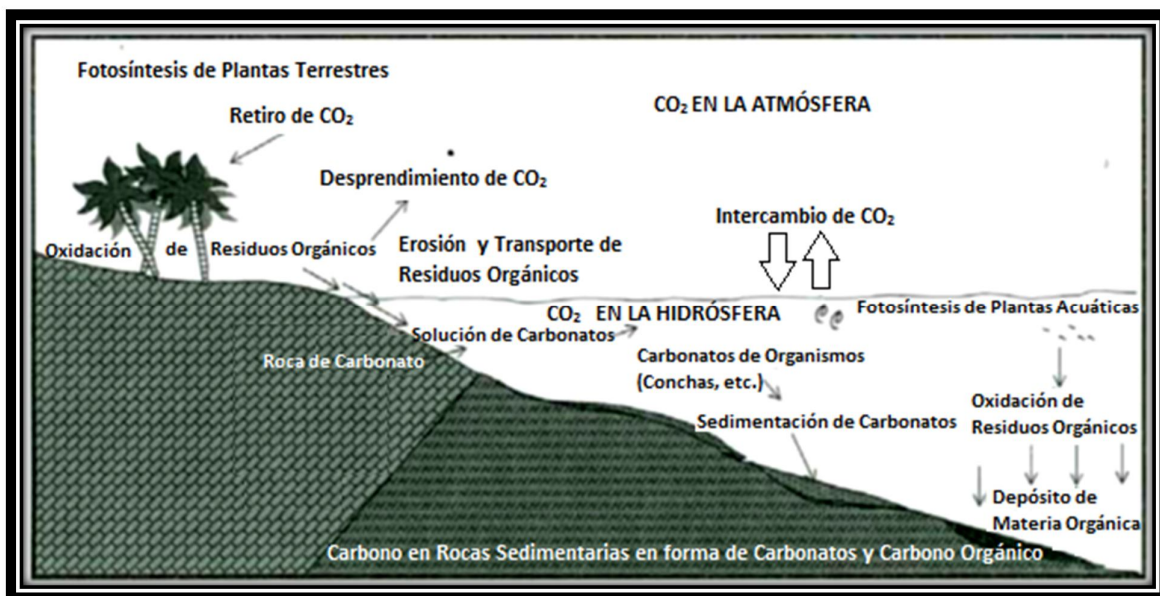 Fotosíntesis de Plantas Terrestres
CO₂ EN LA ATMÓSFERA
Retiro de CO₂
Desprendimiento de CO₂
Intercambio de CO₂
Oxidación de Residuos Orgánicos
Erosión y Transporte de
Residuos Orgánicos
CO₂ EN LA HIDRÓSFERA
Fotosíntesis de Plantas Acuáticas
Solución de Carbonatos
Roca de Carbonato
Carbonatos de Organismos
(Conchas, etc.)
Sedimentación de Carbonatos
Oxidación de
Residuos Orgánicos
Depósito de
Materia Orgánica
Carbono en Rocas Sedimentarias en forma de Carbonatos y Carbono Orgánico